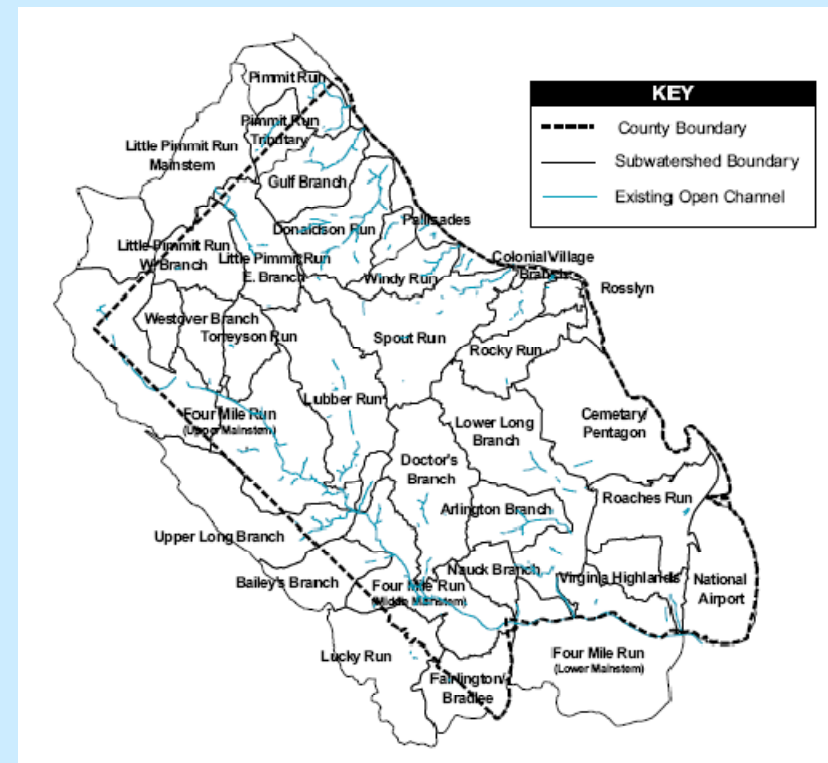 Pimmit Run
KEY
County Boundary
Subwatershed Boundary
Existing Open Channel
Pimmit Run
Tributary
Little Pimmit Run
Mainstem
Gulf Branch
Pallisades
Donaldson Run
Little Pimmit Run
W. Branch
Little Pimmit Run
E. Branch
Windy Run
Colonial Village
Branch
Rosslyn
Westover Branch
Torreyson Run
Spout Run
Rocky Run
Lubber Run
Four Mile Run
(Upper Mainstem)
Lower Long
Branch
Cemetary/
Pentagon
Doctor's
Branch
Roaches Run
Arlington Branch
Upper Long Branch
Bailey's Branch
Nauck Branch
Four Mile Run
(Middle Mainstem)
Virginia Highlands
National
Airport
Lucky Run
Four Mile Run
(Lower Mainstem)
Fairlington/
Bradlee